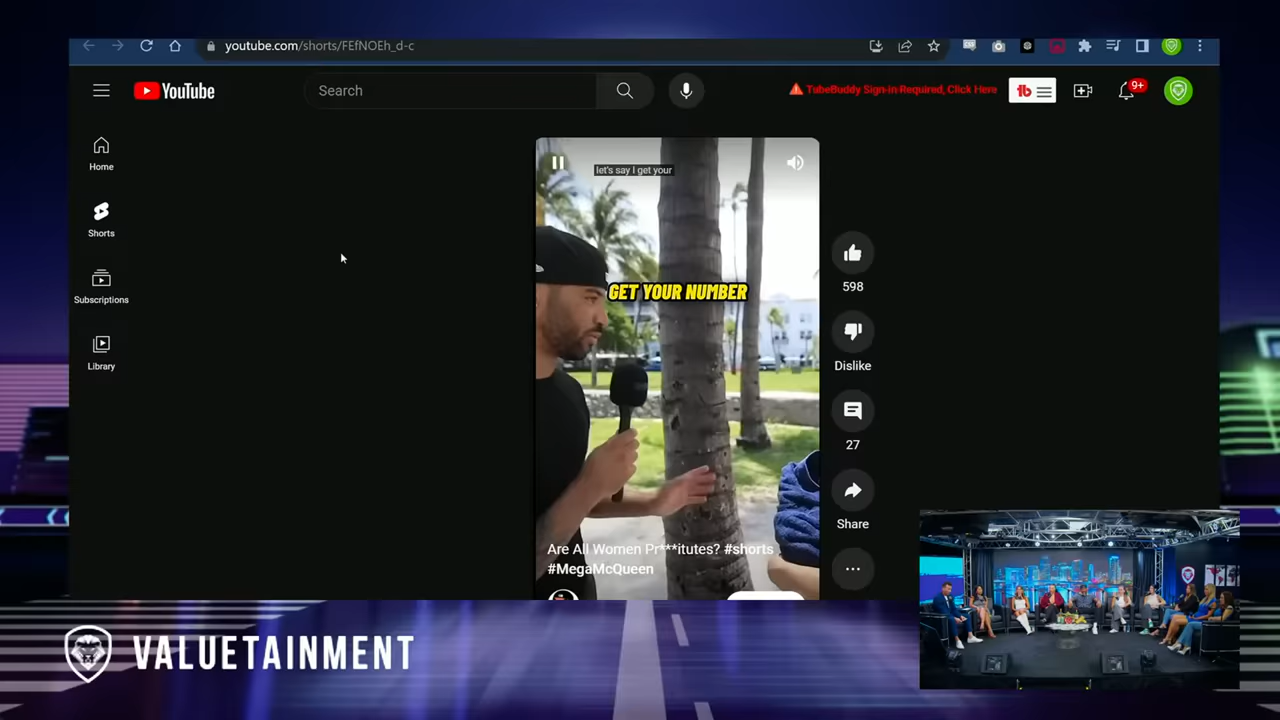 youtube.com/shorts/FEfNOEh_d-c
YouTube
Search
TubeBuddy Sign-in Required, Click Here
tb
9+
Home
Shorts
Subscriptions
Library
let's say I get your
GET YOUR NUMBER
598
Dislike
27
Share
Are All Women Pr***itutes? #shorts
#MegaMcQueen
VALUETAINMENT